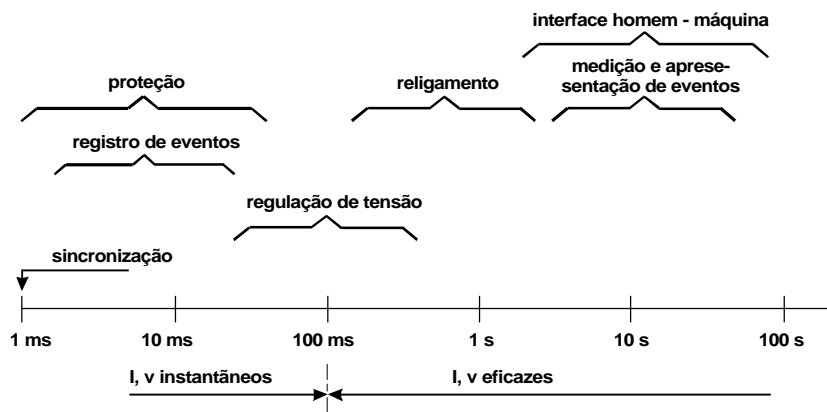 interface homem - máquina
proteção
religamento
medição e aprese-
sentação de eventos
registro de eventos
regulação de tensão
sincronização
1 ms
10 ms
100 ms
1 s
10 s
100 s
I, v instantâneos
I, v eficazes